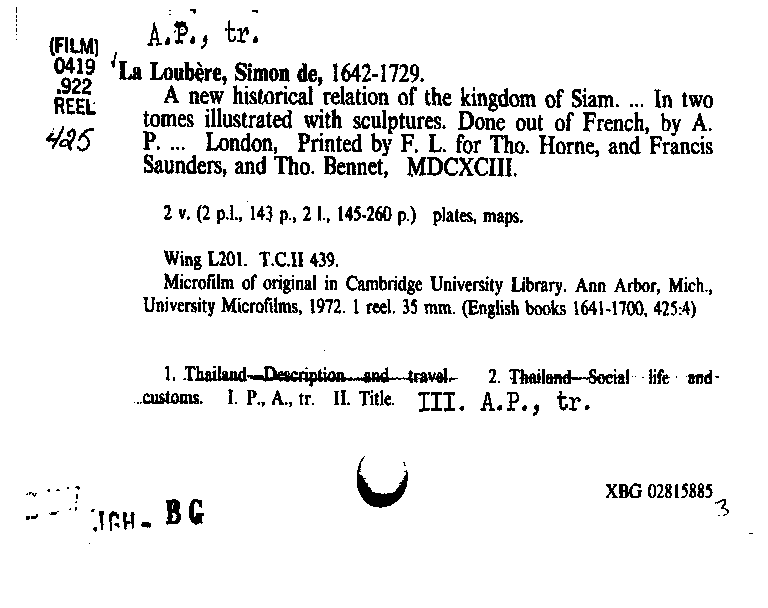 A.P., tr.
(FILM)
0419
.922
REEL
425
La Loubère, Simon de, 1642-1729.
A new historical relation of the kingdom of Siam. ... In two
tomes illustrated with sculptures. Done out of French, by A.
P. ... London, Printed by F. L. for Tho. Horne, and Francis
Saunders, and Tho. Bennet, MDCXCIII.
2 v. (2 p.l., 143 p., 2 l., 145-260 p.) plates, maps.
Wing L201. T.C.II 439.
Microfilm of original in Cambridge University Library. Ann Arbor, Mich.,
University Microfilms, 1972. 1 reel. 35 mm. (English books 1641-1700, 425:4)
1. Thailand—Description and travel. 2. Thailand—Social life and
customs. I. P., A., tr. II. Title. III. A.P., tr.
XBG 02815885
3
BG